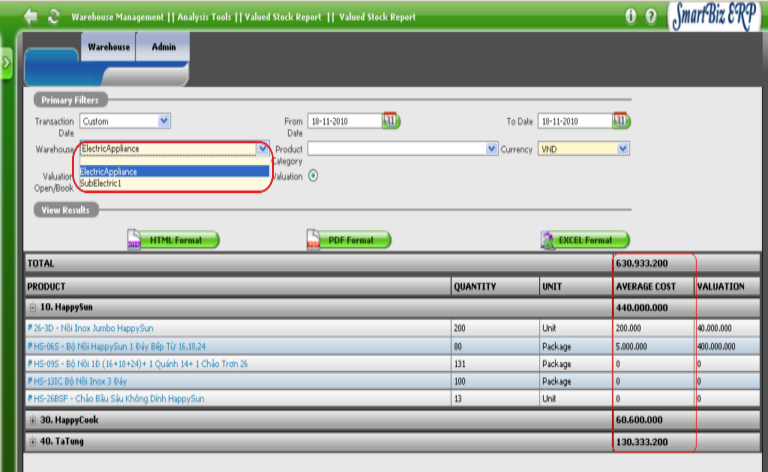 Warehouse Management || Analysis Tools || Valued Stock Report || Valued Stock Report
SmartBiz ERP
Warehouse Admin
Primary Filters
Transaction Date Custom From Date 18-11-2010 To Date 18-11-2010
Warehouse ElectricAppliance Product Category Currency VND
ElectricAppliance
SubElectric1
Valuation Open/Book Valuation
View Results
HTML Format PDF Format EXCEL Format
TOTAL 630.933.200
PRODUCT QUANTITY UNIT AVERAGE COST VALUATION
10. HappySun 440.000.000
26-3D - Nồi Inox Jumbo HappySun 200 Unit 200.000 40.000.000
HS-06S - Bộ Nồi HappySun 1 Đáy Bếp Từ 16,18,24 80 Package 5.000.000 400.000.000
HS-09S - Bộ Nồi 1D (16+18+24)+ 1 Quánh 14+ 1 Chảo Trơn 26 131 Package 0 0
HS-13IC Bộ Nồi Inox 3 Đáy 100 Package 0 0
HS-26BSF - Chảo Bầu Sâu Không Dính HappySun 13 Unit 0 0
30. HappyCook 60.600.000
40. TaTung 130.333.200